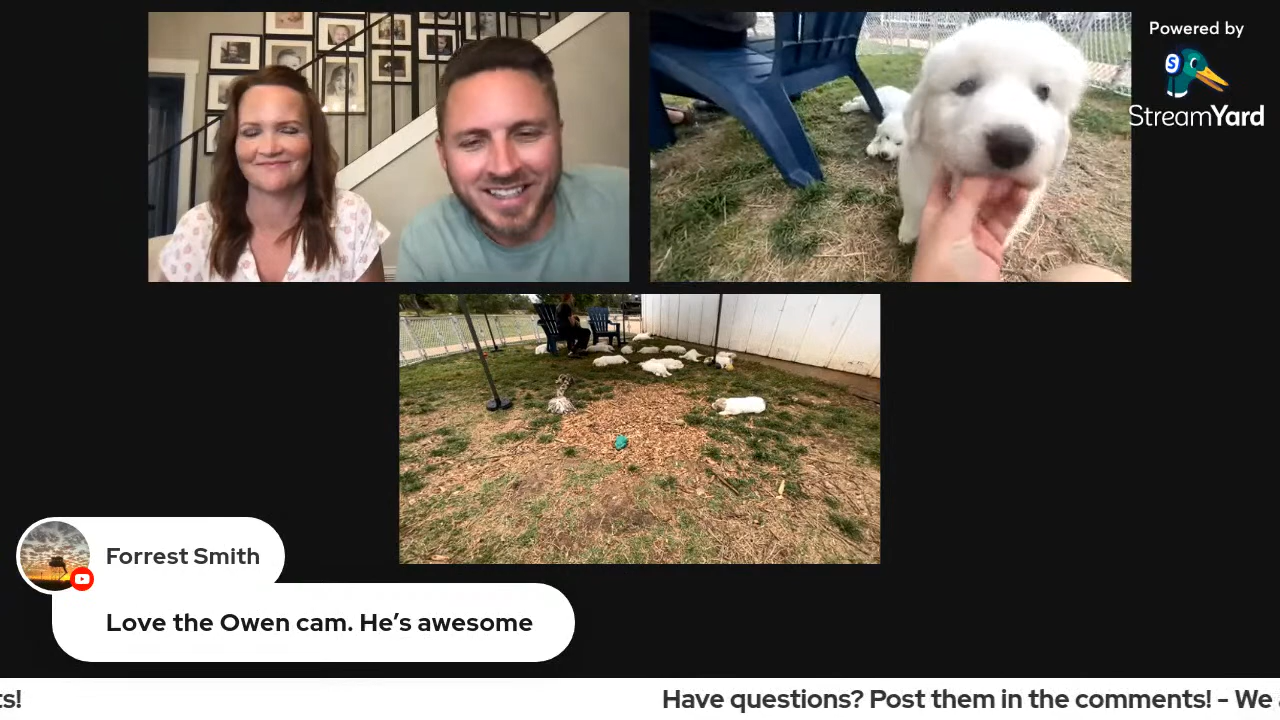 Powered by
S
StreamYard
Forrest Smith
Love the Owen cam. He’s awesome
ts!
Have questions? Post them in the comments! - We